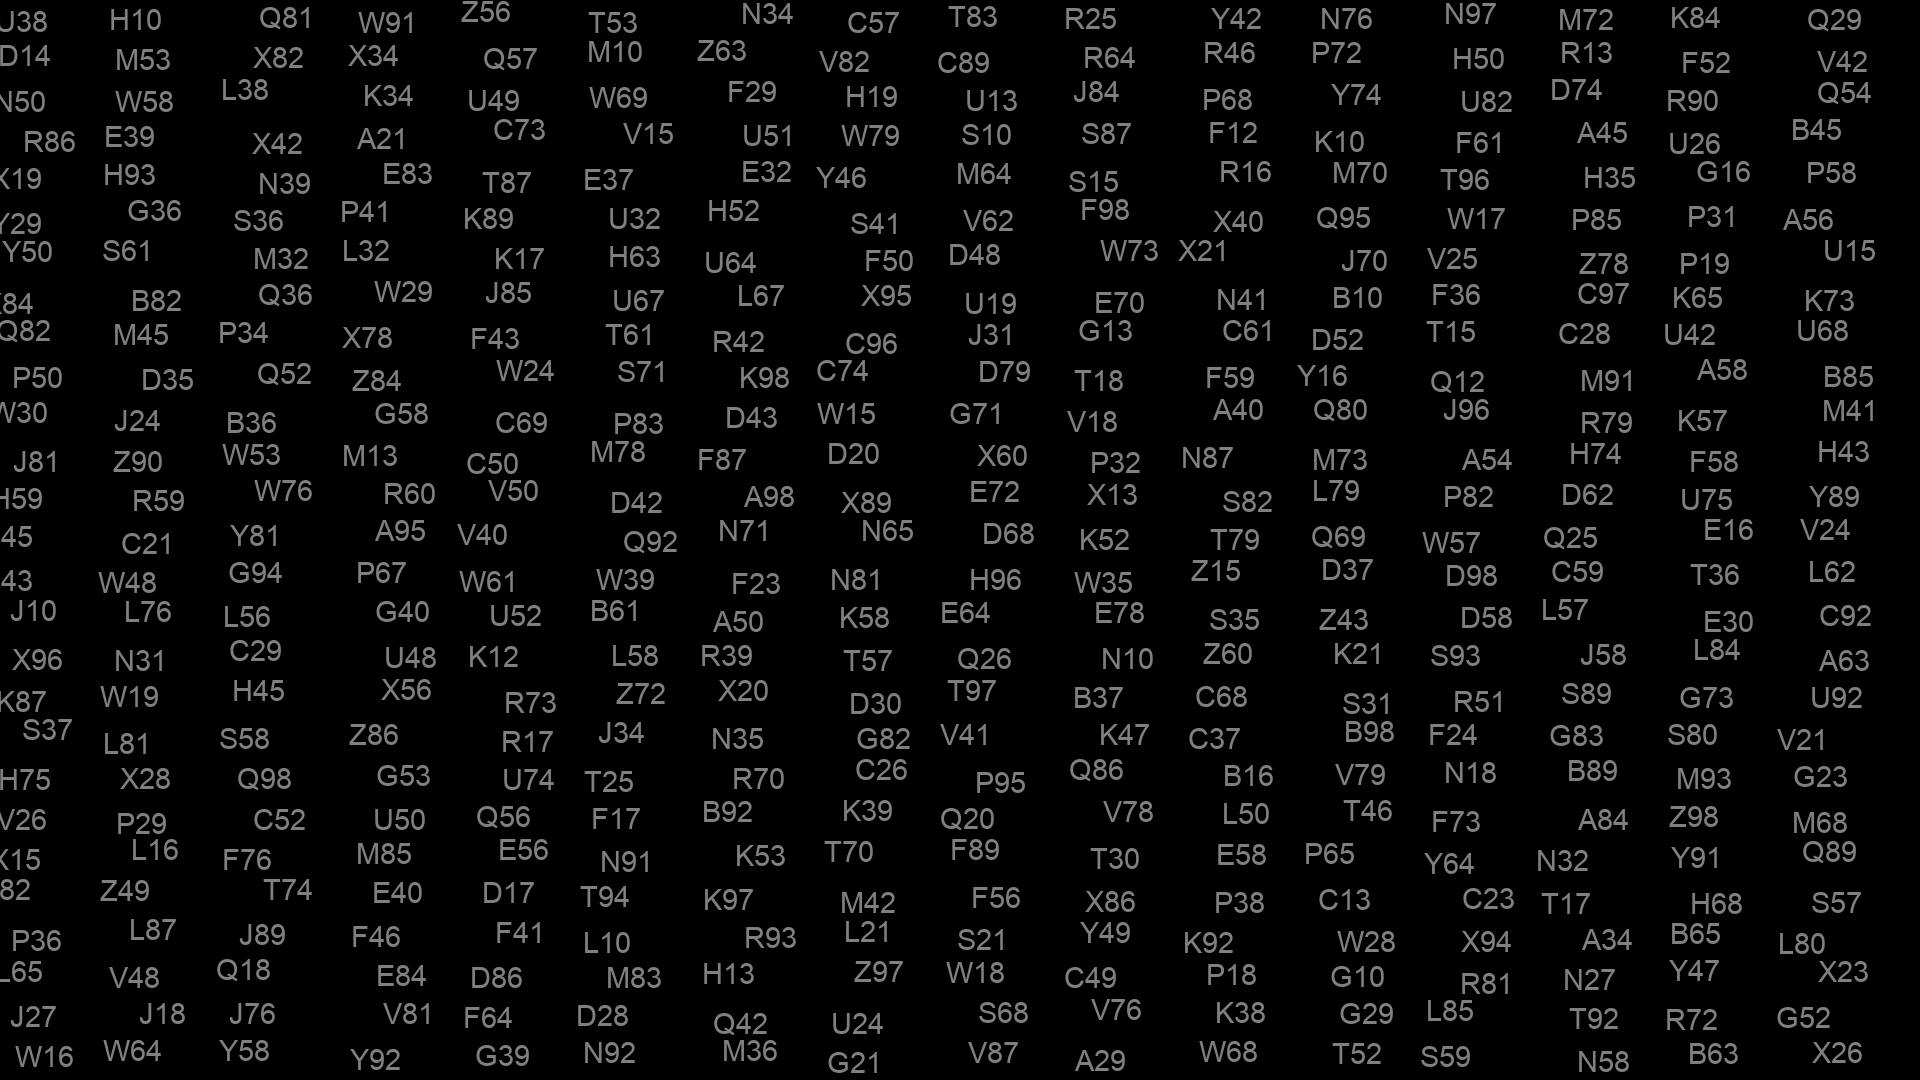 U38 H10 Q81 W91 Z56 T53 N34 C57 T83 R25 Y42 N76 N97 M72 K84 Q29
D14 M53 X82 X34 Q57 M10 Z63 V82 C89 R64 R46 P72 H50 R13 F52 V42
N50 W58 L38 K34 U49 W69 F29 H19 U13 J84 P68 Y74 U82 D74 R90 Q54
R86 E39 X42 A21 C73 V15 U51 W79 S10 S87 F12 K10 F61 A45 U26 B45
X19 H93 N39 E83 T87 E37 E32 Y46 M64 S15 R16 M70 T96 H35 G16 P58
Y29 G36 S36 P41 K89 U32 H52 S41 V62 F98 X40 Q95 W17 P85 P31 A56
Y50 S61 M32 L32 K17 H63 U64 F50 D48 W73 X21 J70 V25 Z78 P19 U15
84 B82 Q36 W29 J85 U67 L67 X95 U19 E70 N41 B10 F36 C97 K65 K73
Q82 M45 P34 X78 F43 T61 R42 C96 J31 G13 C61 D52 T15 C28 U42 U68
P50 D35 Q52 Z84 W24 S71 K98 C74 D79 T18 F59 Y16 Q12 M91 A58 B85
W30 J24 B36 G58 C69 P83 D43 W15 G71 V18 A40 Q80 J96 R79 K57 M41
J81 Z90 W53 M13 C50 M78 F87 D20 X60 P32 N87 M73 A54 H74 F58 H43
H59 R59 W76 R60 V50 D42 A98 X89 E72 X13 S82 L79 P82 D62 U75 Y89
45 C21 Y81 A95 V40 Q92 N71 N65 D68 K52 T79 Q69 W57 Q25 E16 V24
43 W48 G94 P67 W61 W39 F23 N81 H96 W35 Z15 D37 D98 C59 T36 L62
J10 L76 L56 G40 U52 B61 A50 K58 E64 E78 S35 Z43 D58 L57 E30 C92
X96 N31 C29 U48 K12 L58 R39 T57 Q26 N10 Z60 K21 S93 J58 L84 A63
K87 W19 H45 X56 R73 Z72 X20 D30 T97 B37 C68 S31 R51 S89 G73 U92
S37 L81 S58 Z86 R17 J34 N35 G82 V41 K47 C37 B98 F24 G83 S80 V21
H75 X28 Q98 G53 U74 T25 R70 C26 P95 Q86 B16 V79 N18 B89 M93 G23
V26 P29 C52 U50 Q56 F17 B92 K39 Q20 V78 L50 T46 F73 A84 Z98 M68
X15 L16 F76 M85 E56 N91 K53 T70 F89 T30 E58 P65 Y64 N32 Y91 Q89
82 Z49 T74 E40 D17 T94 K97 M42 F56 X86 P38 C13 C23 T17 H68 S57
P36 L87 J89 F46 F41 L10 R93 L21 S21 Y49 K92 W28 X94 A34 B65 L80
L65 V48 Q18 E84 D86 M83 H13 Z97 W18 C49 P18 G10 R81 N27 Y47 X23
J27 J18 J76 V81 F64 D28 Q42 U24 S68 V76 K38 G29 L85 T92 R72 G52
W16 W64 Y58 Y92 G39 N92 M36 G21 V87 A29 W68 T52 S59 N58 B63 X26